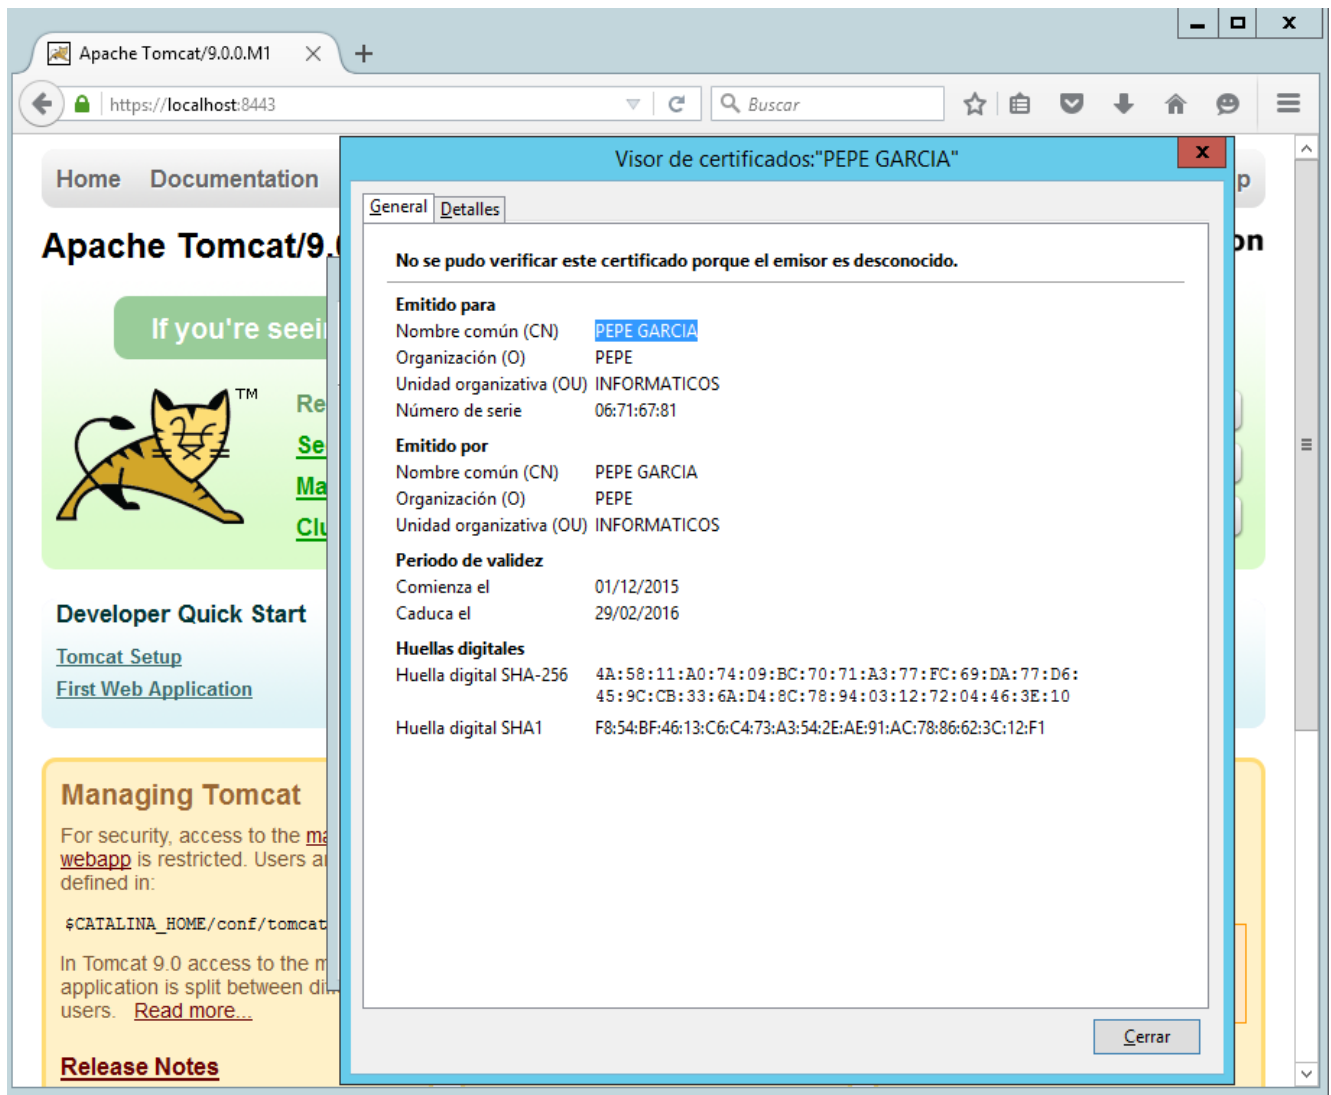 Apache Tomcat/9.0.0.M1
https://localhost:8443
Buscar
Home Documentation
Visor de certificados:"PEPE GARCIA"
General Detalles
Apache Tomcat/9.
No se pudo verificar este certificado porque el emisor es desconocido.
If you're
TM
Emitido para
Nombre común (CN) PEPE GARCIA
Organización (O) PEPE
Unidad organizativa (OU) INFORMATICOS
Número de serie 06:71:67:81
Emitido por
Nombre común (CN) PEPE GARCIA
Organización (O) PEPE
Unidad organizativa (OU) INFORMATICOS
Periodo de validez
Comienza el 01/12/2015
Caduca el 29/02/2016
Huellas digitales
Huella digital SHA-256 4A:58:11:A0:74:09:BC:70:71:A3:77:FC:69:DA:77:D6:
45:9C:CB:33:6A:D4:8C:78:94:03:12:72:04:46:3E:10
Huella digital SHA1 F8:54:BF:46:13:C6:C4:73:A3:54:2E:AE:91:AC:78:86:62:3C:12:F1
Cerrar
Developer Quick Start
Tomcat Setup
First Web Application
Managing Tomcat
For security, access to the
webapp is restricted. Users
defined in:
$CATALINA_HOME/conf/tomcat
In Tomcat 9.0 access to the
application is split between
users. Read more...
Release Notes